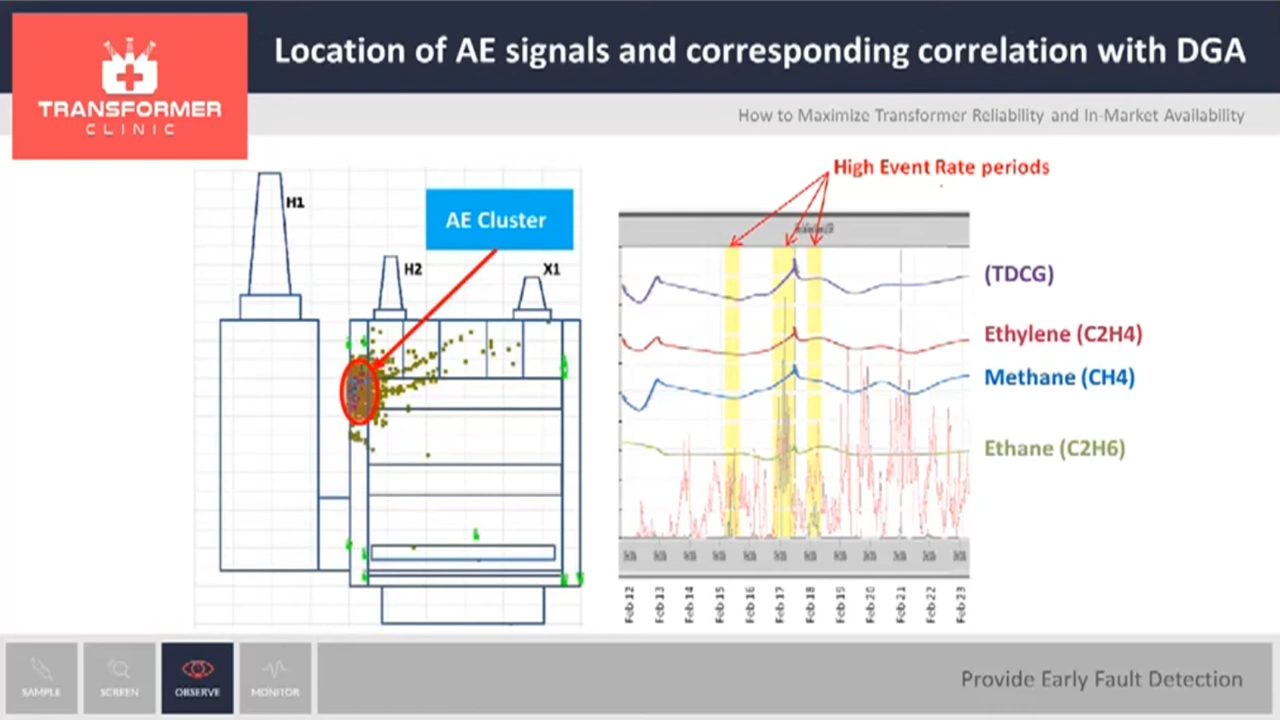 TRANSFORMER
CLINIC
Location of AE signals and corresponding correlation with DGA
How to Maximize Transformer Reliability and In-Market Availability
H1
AE Cluster
H2
X1
High Event Rate periods
(TDCG)
Ethylene (C2H4)
Methane (CH4)
Ethane (C2H6)
Feb 12
Feb 13
Feb 14
Feb 15
Feb 16
Feb 17
Feb 18
Feb 19
Feb 20
Feb 21
Feb 22
Feb 23
SAMPLE
SCREEN
OBSERVE
MONITOR
Provide Early Fault Detection